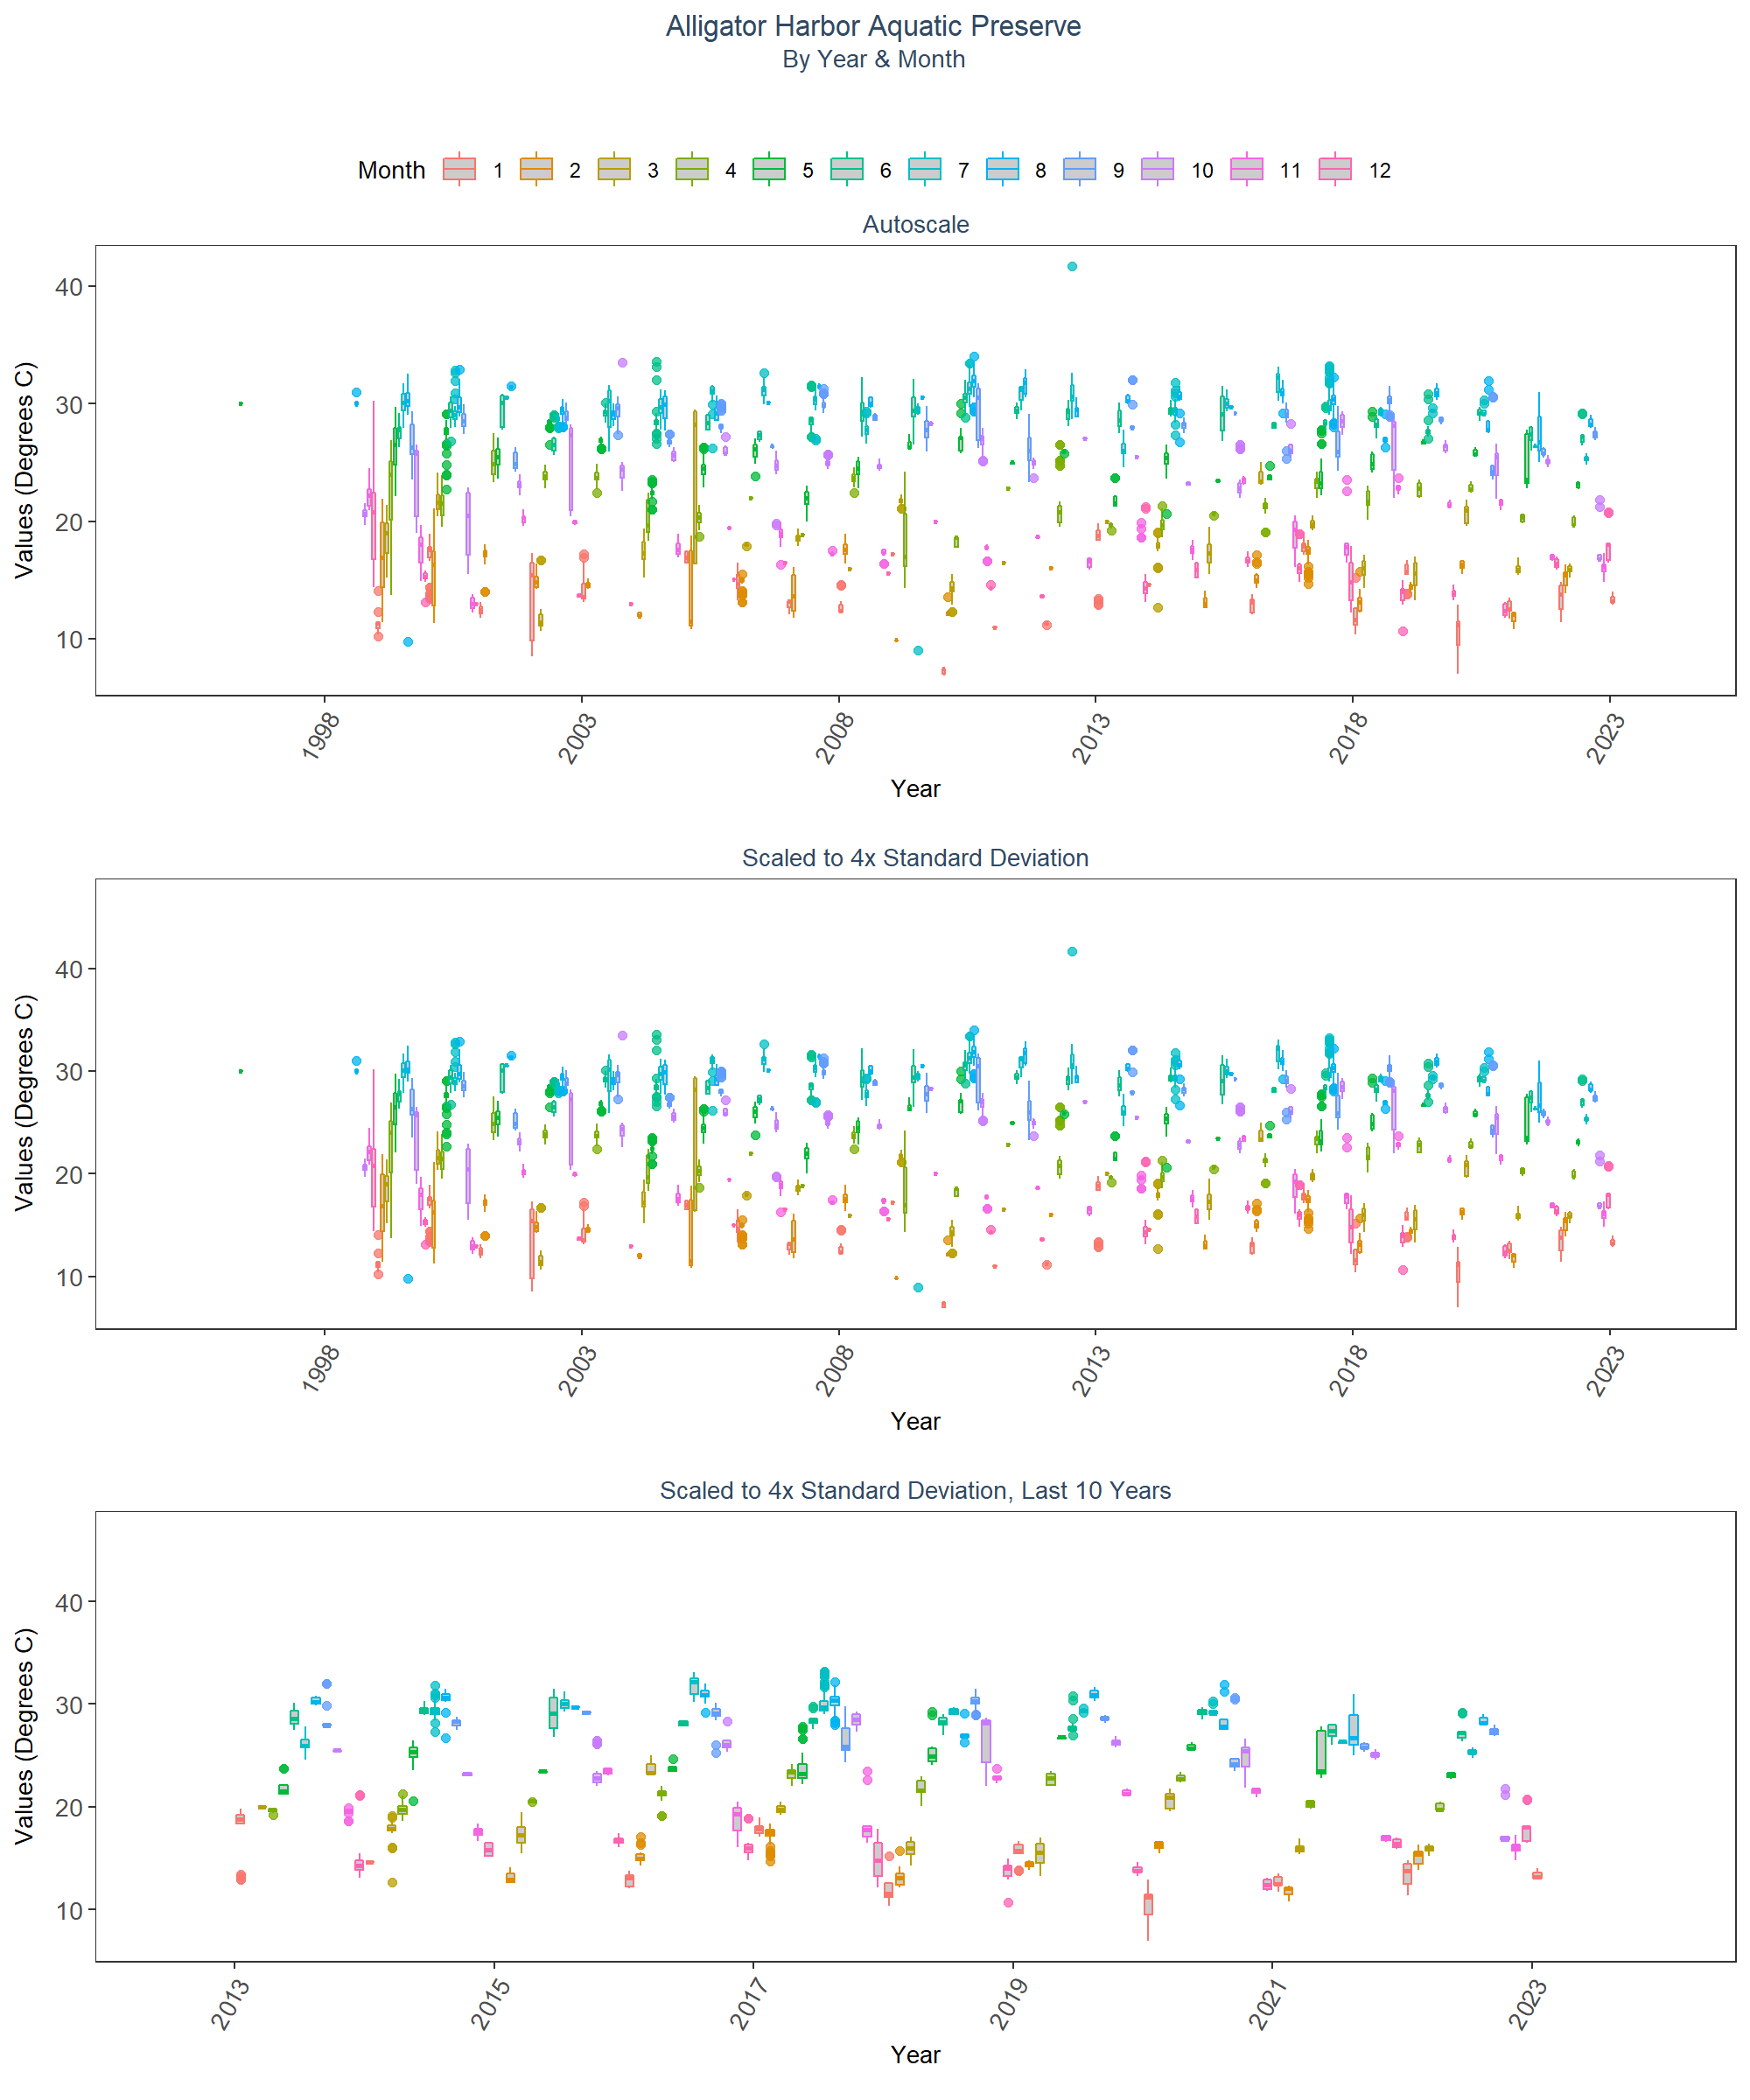 Alligator Harbor Aquatic Preserve
By Year & Month
Month 1 2 3 4 5 6 7 8 9 10 11 12
Autoscale
Values (Degrees C)
40
30
20
10
1998 2003 2008 2013 2018 2023
Year
Scaled to 4x Standard Deviation
Values (Degrees C)
40
30
20
10
1998 2003 2008 2013 2018 2023
Year
Scaled to 4x Standard Deviation, Last 10 Years
Values (Degrees C)
40
30
20
10
2013 2015 2017 2019 2021 2023
Year